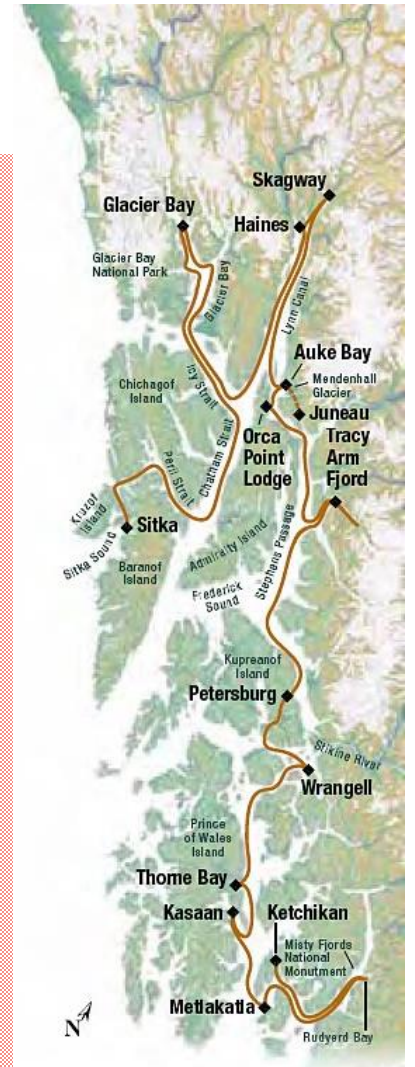 Skagway
Glacier Bay
Haines
Glacier Bay
National Park
Glacier Bay
Lynn Canal
Auke Bay
Mendenhall
Glacier
Icy Strait
Chichagof
Island
Juneau
Orca
Point
Lodge
Tracy
Arm
Fjord
Chatham Strait
Peril Strait
Kruzof
Island
Sitka
Sitka Sound
Baranof
Island
Admiralty Island
Stephens Passage
Frederick
Sound
Kupreanof
Island
Petersburg
Stikine River
Wrangell
Prince
of Wales
Island
Thorne Bay
Kasaan
Ketchikan
Misty Fjords
National
Monutment
Metlakatla
N
Rudyerd Bay